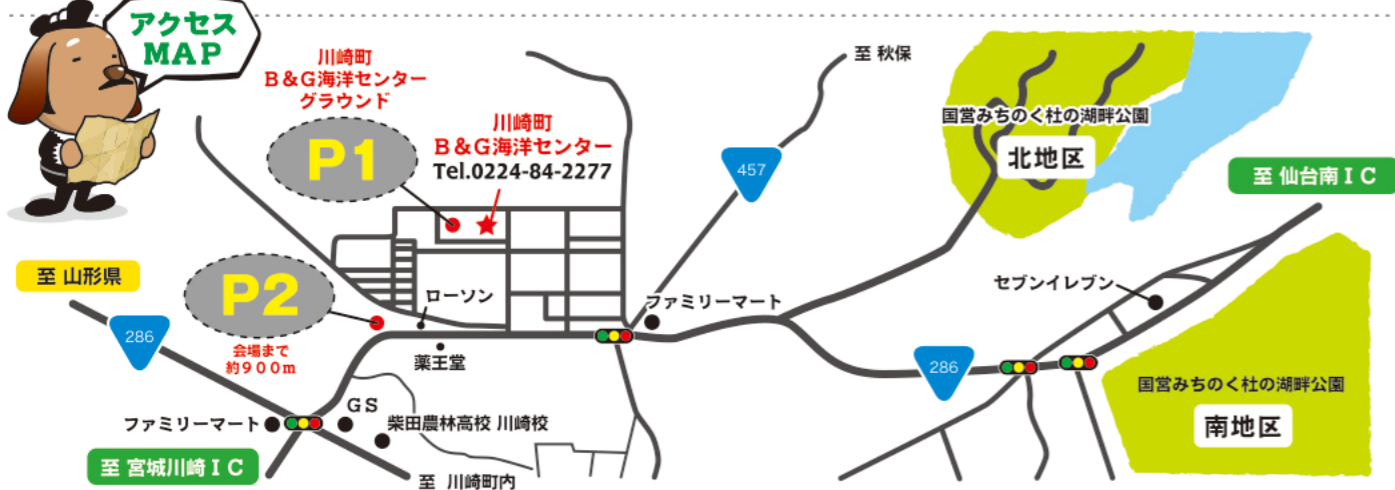 アクセス
MAP
川崎町
B&G海洋センター
グラウンド
P1
川崎町
B&G海洋センター
Tel.0224-84-2277
至 秋保
457
国営みちのく杜の湖畔公園
北地区
至 仙台南IC
至 山形県
286
P2
会場まで
約900m
ローソン
薬王堂
ファミリーマート
セブンイレブン
286
国営みちのく杜の湖畔公園
南地区
ファミリーマート
GS
柴田農林高校 川崎校
至 宮城川崎IC
至 川崎町内